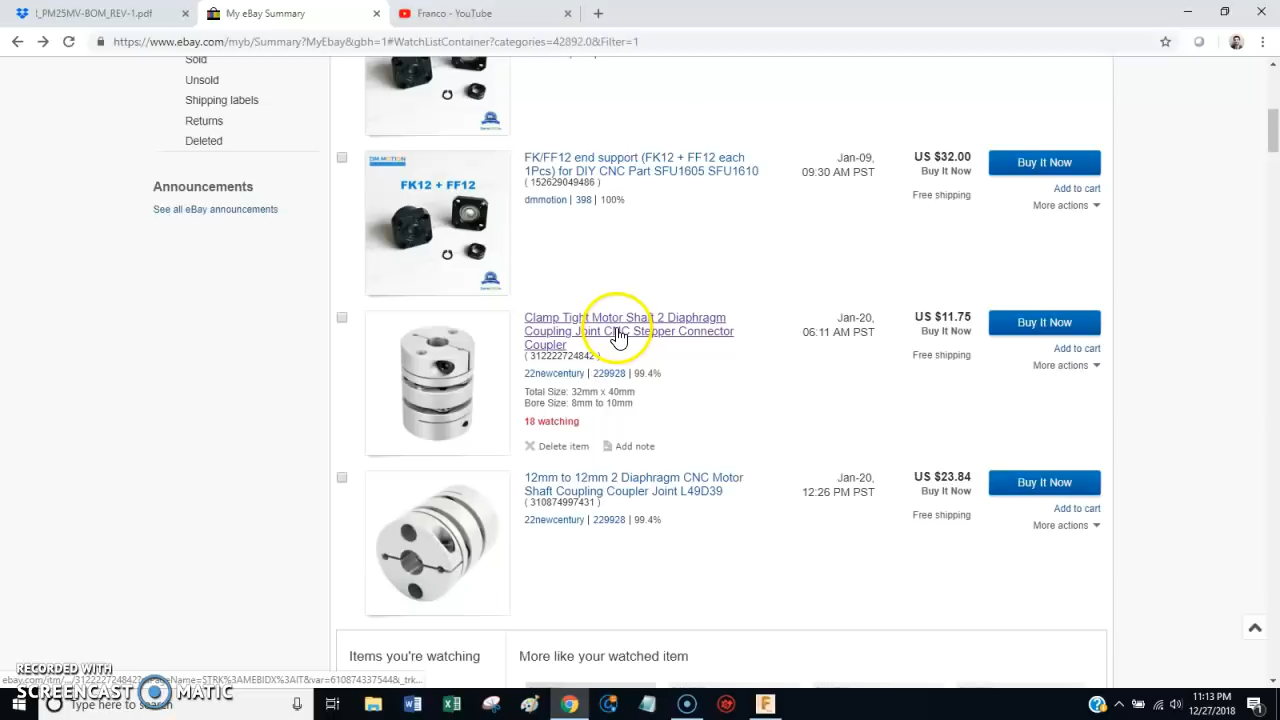 LPM25MV-BOM_REV-1.pdf
My eBay Summary
Franco - YouTube
https://www.ebay.com/myb/Summary?MyEbay&gbh=1#WatchListContainer?categories=42892.0&Filter=1
Sold
Unsold
Shipping labels
Returns
Deleted
Announcements
See all eBay announcements
DM MOTION
FK12 + FF12
FK/FF12 end support (FK12 + FF12 each
1Pcs) for DIY CNC Part SFU1605 SFU1610
( 152629049486 )
dmmotion | 398 | 100%
Jan-09,
09:30 AM PST
US $32.00
Buy It Now
Free shipping
Buy It Now
Add to cart
More actions
Clamp Tight Motor Shaft 2 Diaphragm
Coupling Joint CNC Stepper Connector
Coupler
( 312222724842 )
22newcentury | 229928 | 99.4%
Total Size: 32mm x 40mm
Bore Size: 8mm to 10mm
18 watching
Delete item
Add note
Jan-20,
06:11 AM PST
US $11.75
Buy It Now
Free shipping
Buy It Now
Add to cart
More actions
12mm to 12mm 2 Diaphragm CNC Motor
Shaft Coupling Coupler Joint L49D39
( 310874997431 )
22newcentury | 229928 | 99.4%
Jan-20,
12:26 PM PST
US $23.84
Buy It Now
Free shipping
Buy It Now
Add to cart
More actions
Items you're watching
More like your watched item
RECORDED WITH
SCREENCAST MATIC
Type here to search
1:13 PM
12/27/2018